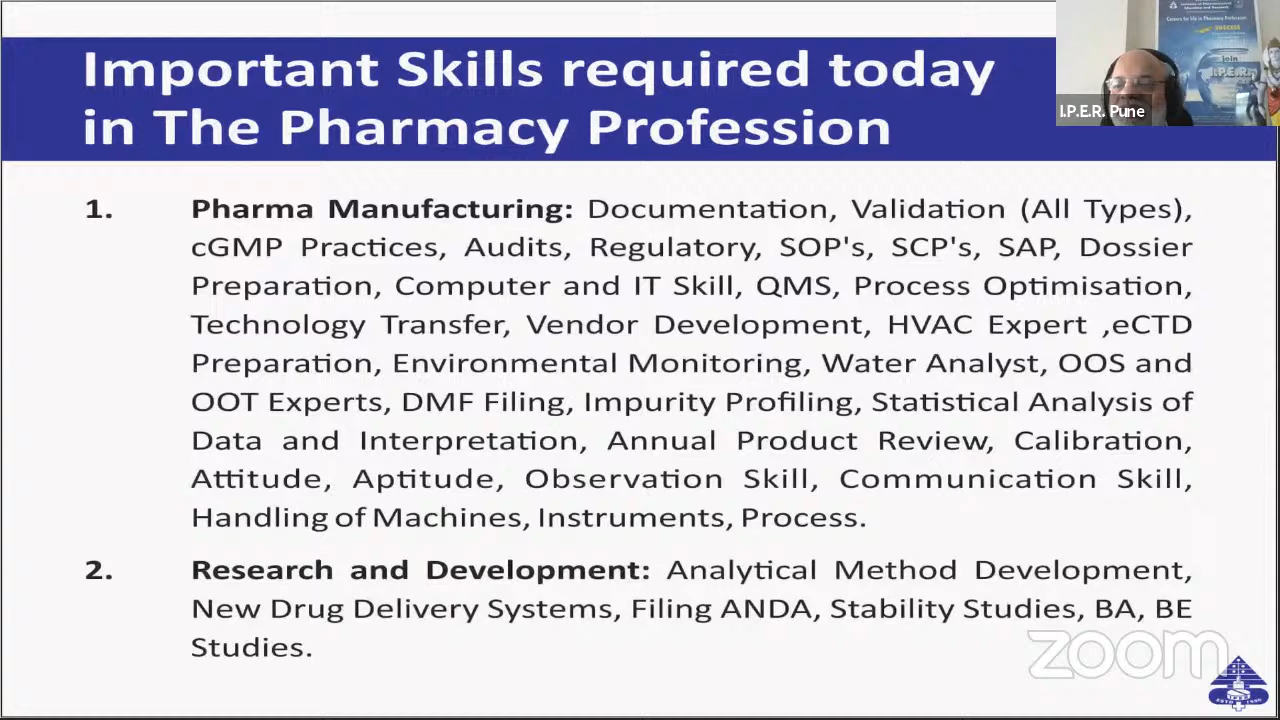 Important Skills required today
in The Pharmacy Profession
I.P.E.R. Pune
1. Pharma Manufacturing: Documentation, Validation (All Types),
cGMP Practices, Audits, Regulatory, SOP's, SCP's, SAP, Dossier
Preparation, Computer and IT Skill, QMS, Process Optimisation,
Technology Transfer, Vendor Development, HVAC Expert ,eCTD
Preparation, Environmental Monitoring, Water Analyst, OOS and
OOT Experts, DMF Filing, Impurity Profiling, Statistical Analysis of
Data and Interpretation, Annual Product Review, Calibration,
Attitude, Aptitude, Observation Skill, Communication Skill,
Handling of Machines, Instruments, Process.
2. Research and Development: Analytical Method Development,
New Drug Delivery Systems, Filing ANDA, Stability Studies, BA, BE
Studies.
zoom